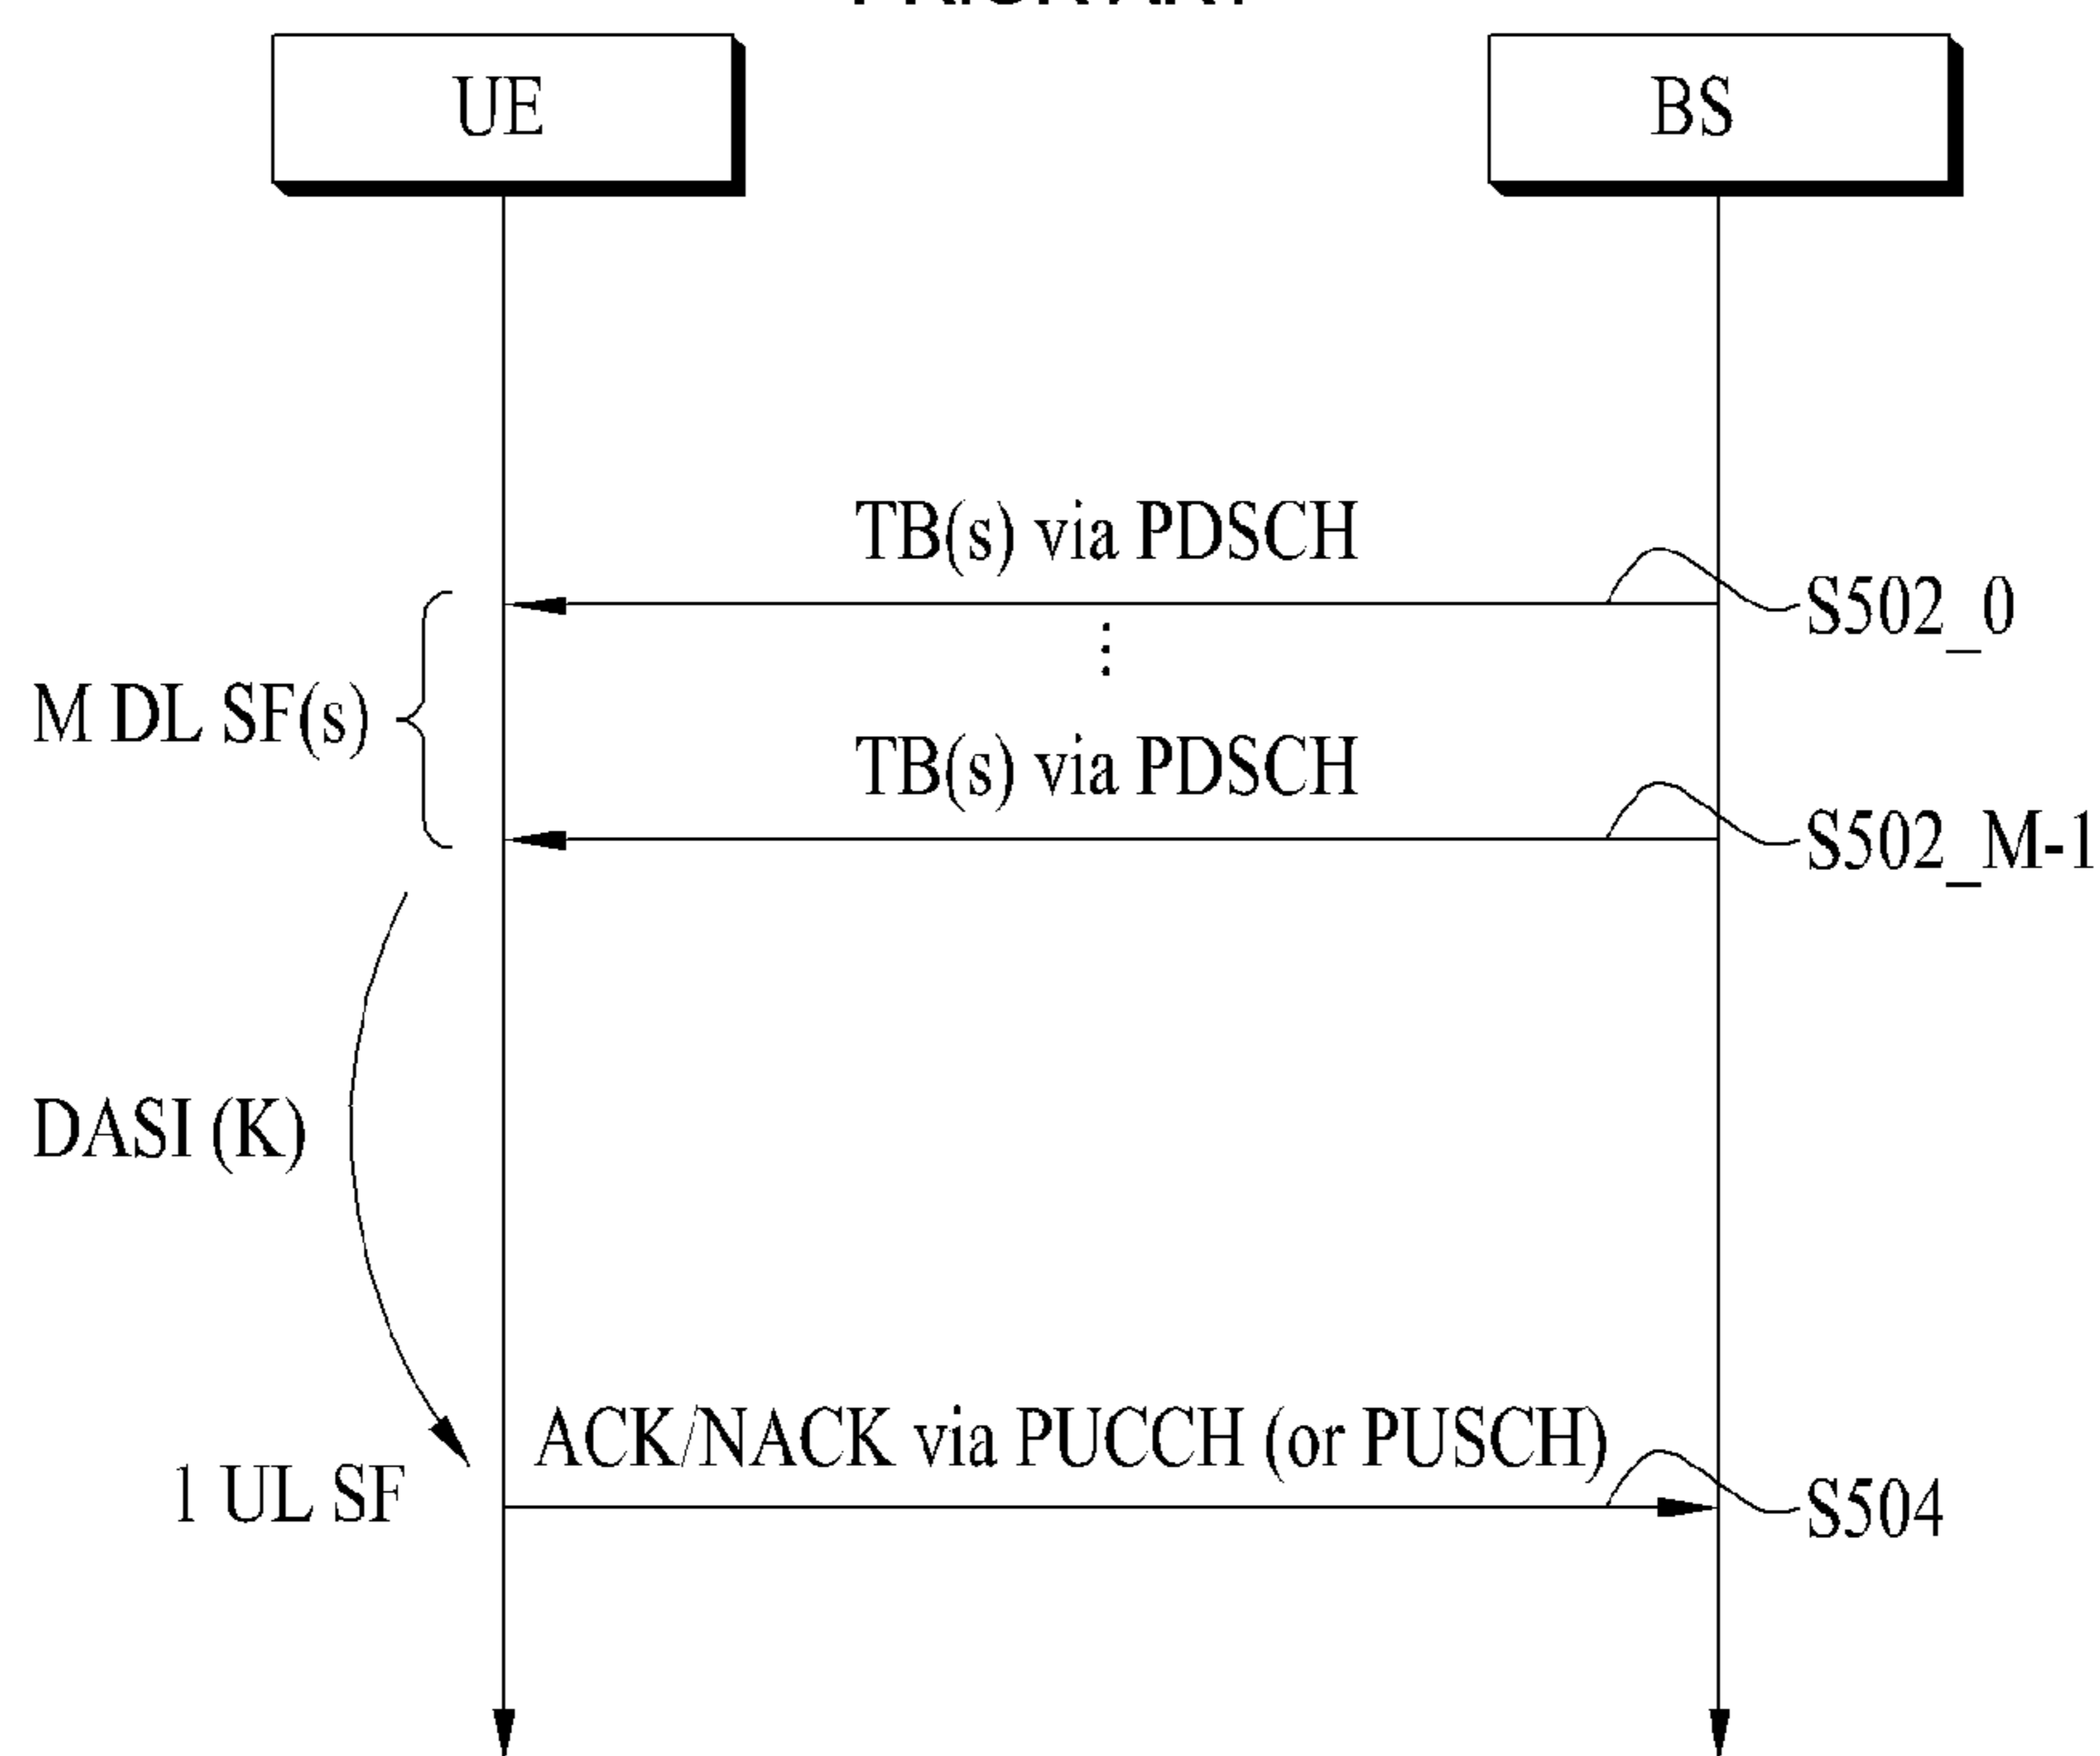 UE
BS
TB(s) via PDSCH
S502_0
M DL SF(s)
TB(s) via PDSCH
S502_M-1
DASI (K)
ACK/NACK via PUCCH (or PUSCH)
1 UL SF
S504